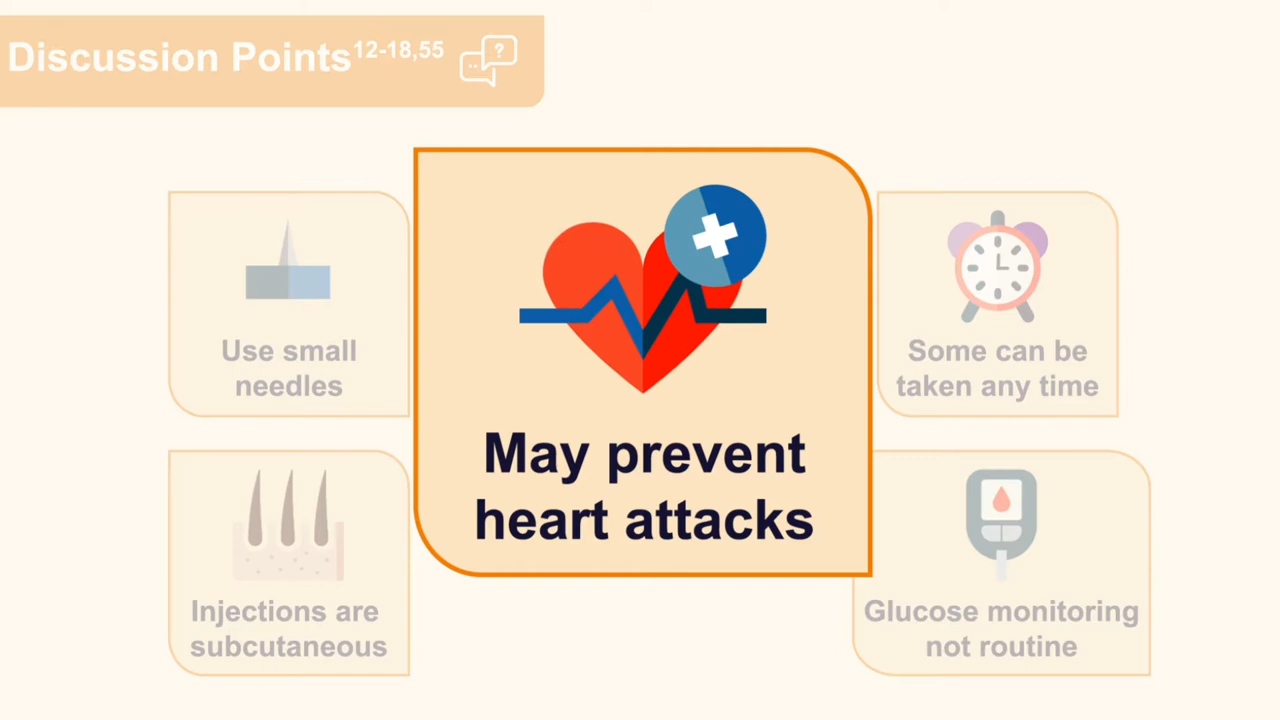 Discussion Points12-18,55
Use small
needles
May prevent
heart attacks
Some can be
taken any time
Injections are
subcutaneous
Glucose monitoring
not routine